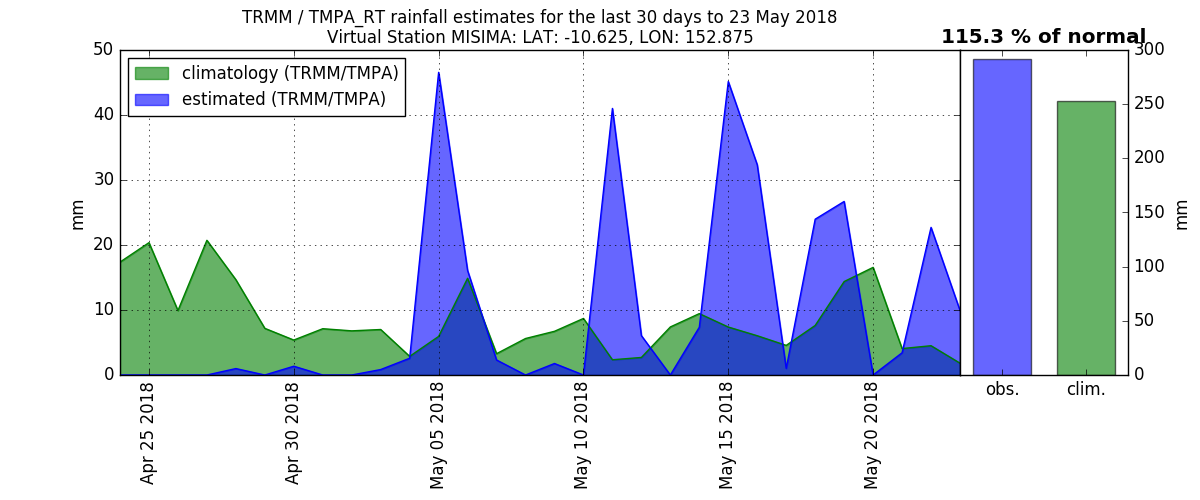 TRMM / TMPA_RT rainfall estimates for the last 30 days to 23 May 2018
Virtual Station MISIMA: LAT: -10.625, LON: 152.875
115.3 % of normal
climatology (TRMM/TMPA)
estimated (TRMM/TMPA)
mm
50
40
30
20
10
0
Apr 25 2018
Apr 30 2018
May 05 2018
May 10 2018
May 15 2018
May 20 2018
obs.
clim.
300
250
200
150
100
50
0
mm